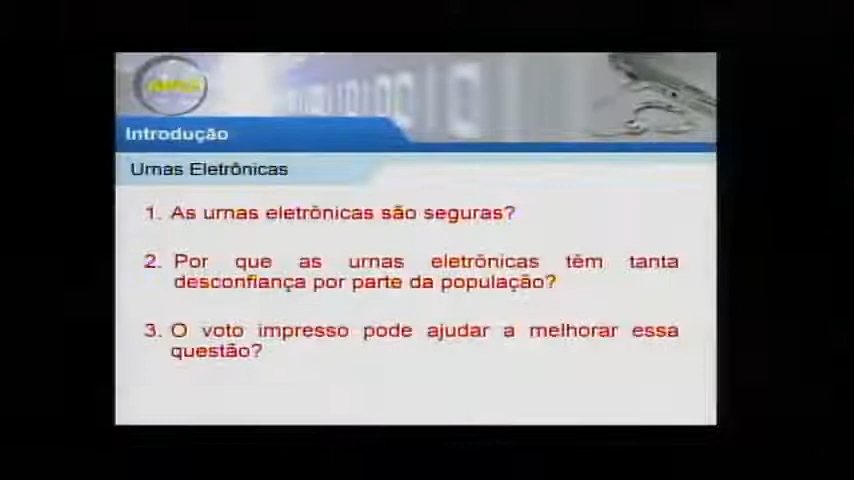 Introdução
Urnas Eletrônicas
1. As urnas eletrônicas são seguras?
2. Por que as urnas eletrônicas têm tanta
desconfiança por parte da população?
3. O voto impresso pode ajudar a melhorar essa
questão?